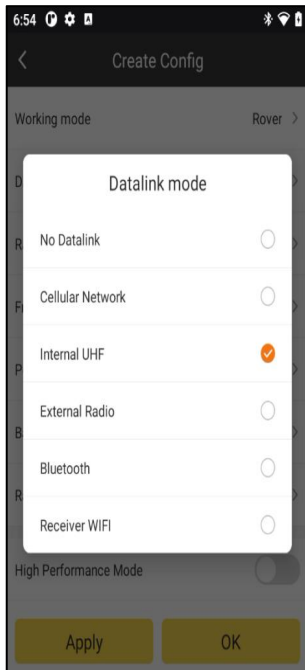 6:54
Create Config
Working mode Rover
D
Datalink mode
R
No Datalink
Cellular Network
F
Internal UHF
P
External Radio
B
Bluetooth
R
Receiver WIFI
High Performance Mode
Apply OK